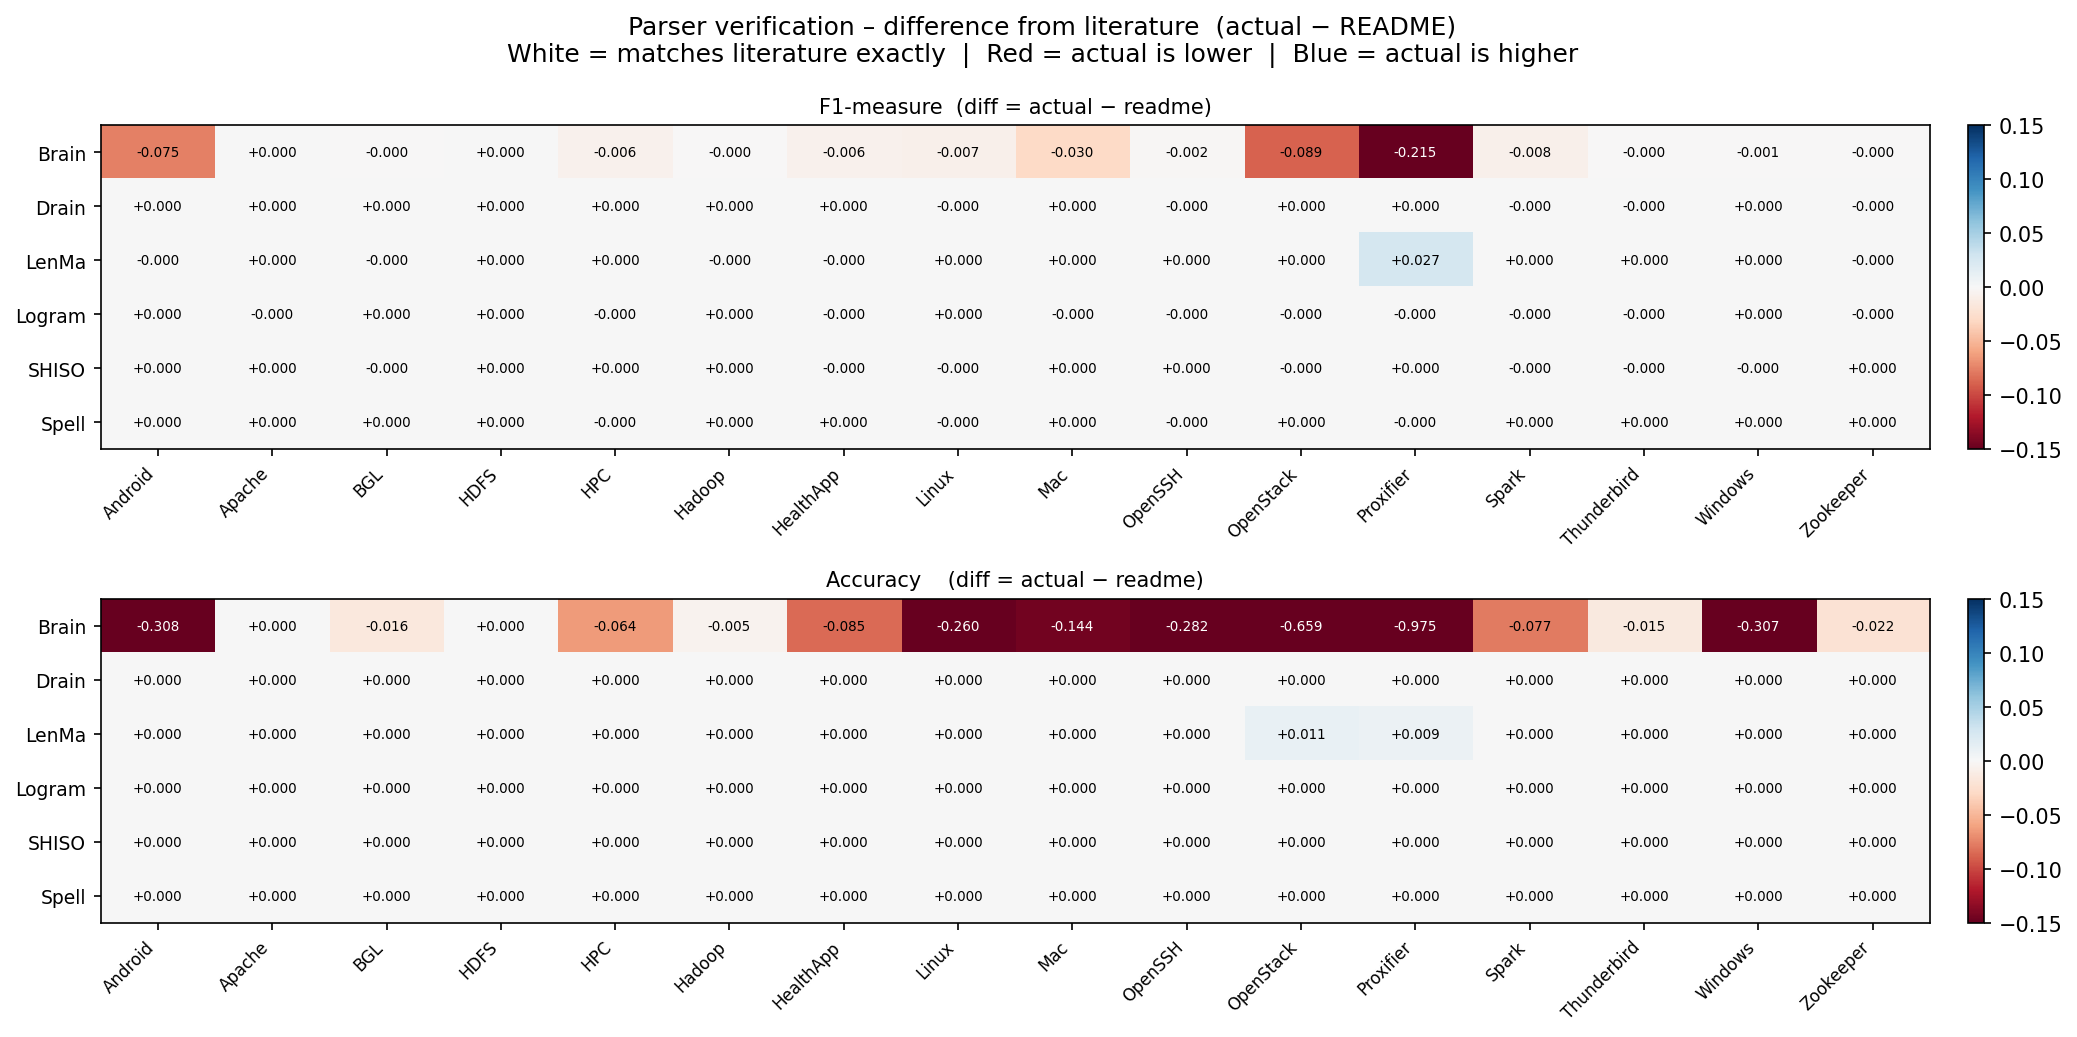 Parser verification – difference from literature  (actual − README)
White = matches literature exactly  |  Red = actual is lower  |  Blue = actual is higher
F1-measure  (diff = actual − readme)
Brain -0.075 +0.000 -0.000 +0.000 -0.006 -0.000 -0.006 -0.007 -0.030 -0.002 -0.089 -0.215 -0.008 -0.000 -0.001 -0.000
Drain +0.000 +0.000 +0.000 +0.000 +0.000 +0.000 +0.000 -0.000 +0.000 -0.000 +0.000 +0.000 -0.000 -0.000 +0.000 -0.000
LenMa -0.000 +0.000 -0.000 +0.000 +0.000 -0.000 -0.000 +0.000 +0.000 +0.000 +0.000 +0.027 +0.000 +0.000 +0.000 -0.000
Logram +0.000 -0.000 +0.000 +0.000 -0.000 +0.000 -0.000 +0.000 -0.000 -0.000 -0.000 -0.000 -0.000 -0.000 +0.000 -0.000
SHISO +0.000 +0.000 -0.000 +0.000 +0.000 +0.000 -0.000 -0.000 +0.000 +0.000 -0.000 +0.000 -0.000 -0.000 -0.000 +0.000
Spell +0.000 +0.000 +0.000 +0.000 -0.000 +0.000 +0.000 -0.000 +0.000 -0.000 +0.000 -0.000 +0.000 +0.000 +0.000 +0.000
Android Apache BGL HDFS HPC Hadoop HealthApp Linux Mac OpenSSH OpenStack Proxifier Spark Thunderbird Windows Zookeeper
0.15
0.10
0.05
0.00
−0.05
−0.10
−0.15
Accuracy    (diff = actual − readme)
Brain -0.308 +0.000 -0.016 +0.000 -0.064 -0.005 -0.085 -0.260 -0.144 -0.282 -0.659 -0.975 -0.077 -0.015 -0.307 -0.022
Drain +0.000 +0.000 +0.000 +0.000 +0.000 +0.000 +0.000 +0.000 +0.000 +0.000 +0.000 +0.000 +0.000 +0.000 +0.000 +0.000
LenMa +0.000 +0.000 +0.000 +0.000 +0.000 +0.000 +0.000 +0.000 +0.000 +0.000 +0.011 +0.009 +0.000 +0.000 +0.000 +0.000
Logram +0.000 +0.000 +0.000 +0.000 +0.000 +0.000 +0.000 +0.000 +0.000 +0.000 +0.000 +0.000 +0.000 +0.000 +0.000 +0.000
SHISO +0.000 +0.000 +0.000 +0.000 +0.000 +0.000 +0.000 +0.000 +0.000 +0.000 +0.000 +0.000 +0.000 +0.000 +0.000 +0.000
Spell +0.000 +0.000 +0.000 +0.000 +0.000 +0.000 +0.000 +0.000 +0.000 +0.000 +0.000 +0.000 +0.000 +0.000 +0.000 +0.000
Android Apache BGL HDFS HPC Hadoop HealthApp Linux Mac OpenSSH OpenStack Proxifier Spark Thunderbird Windows Zookeeper
0.15
0.10
0.05
0.00
−0.05
−0.10
−0.15